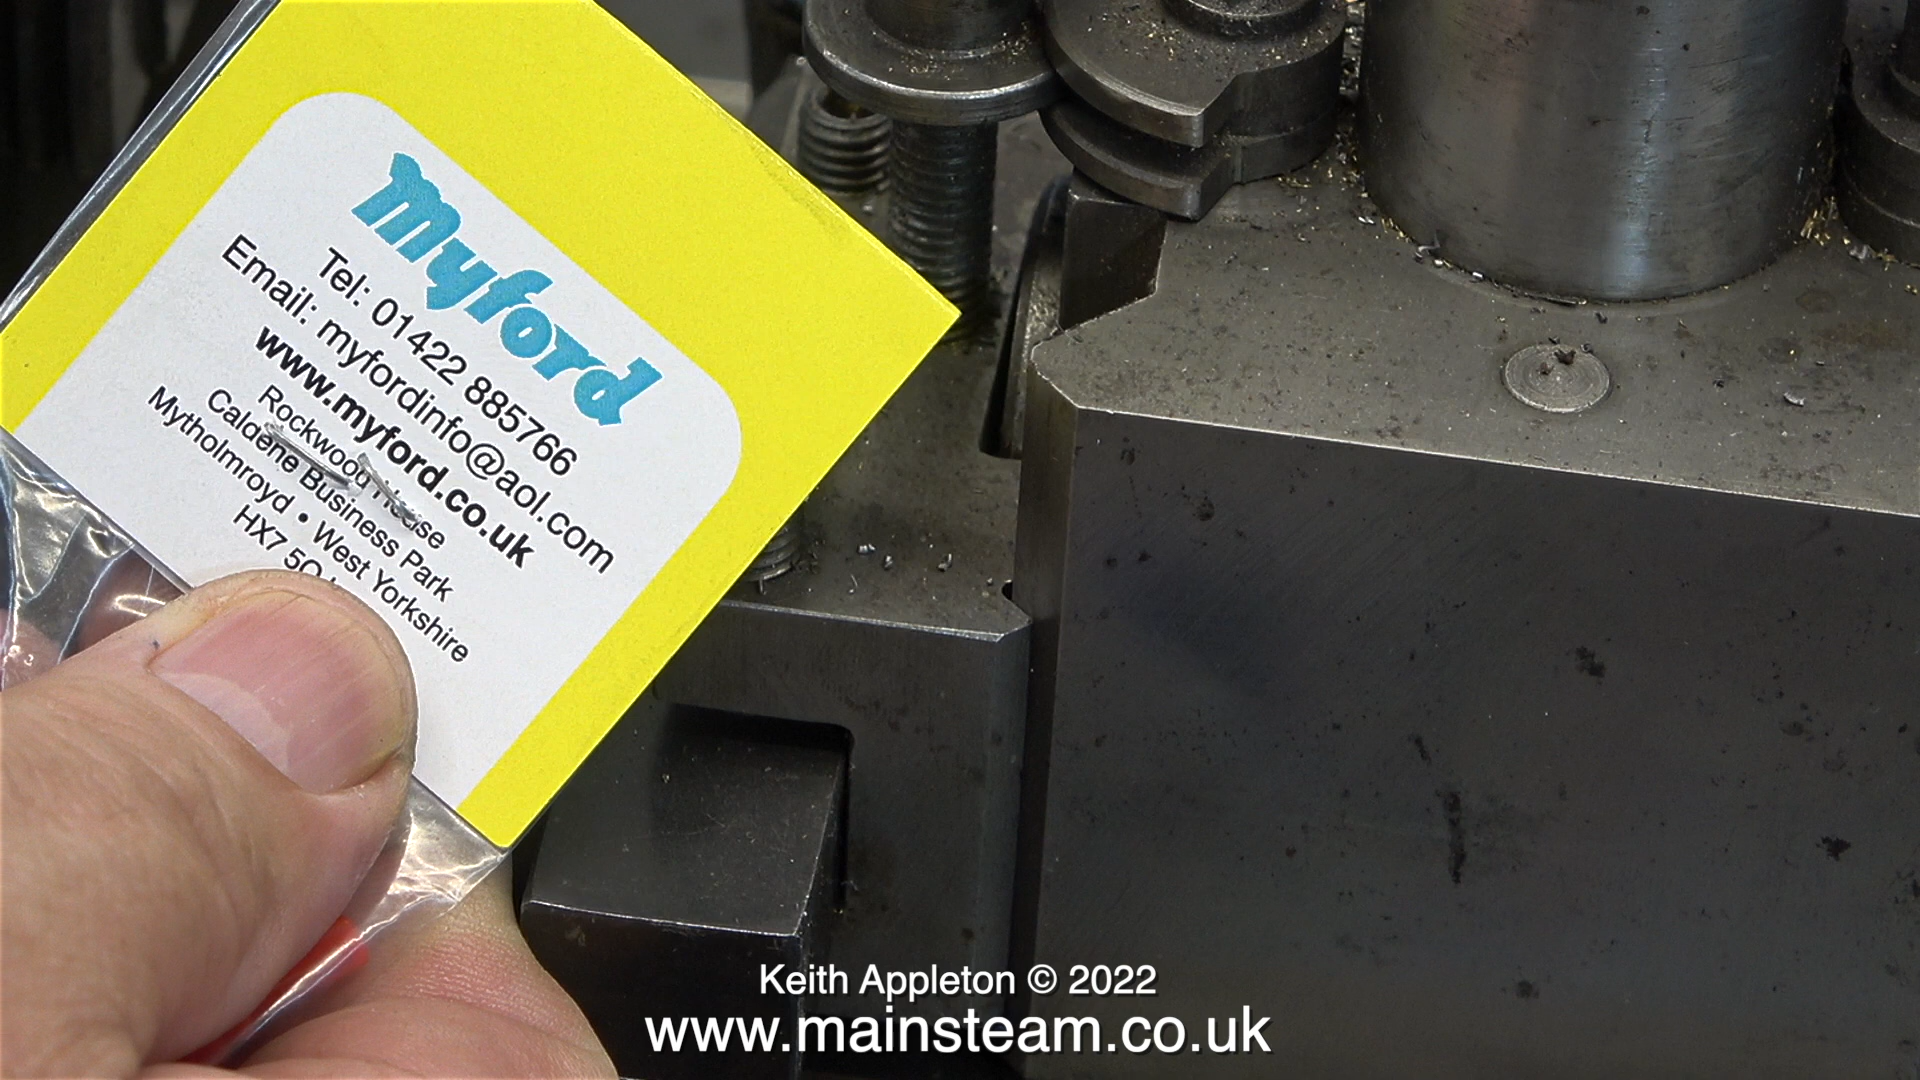 Myford
Tel: 01422 885766
Email: myfordinfo@aol.com
www.myford.co.uk
Rockwood House
Caldene Business Park
Mytholmroyd • West Yorkshire
HX7
Keith Appleton © 2022
www.mainsteam.co.uk